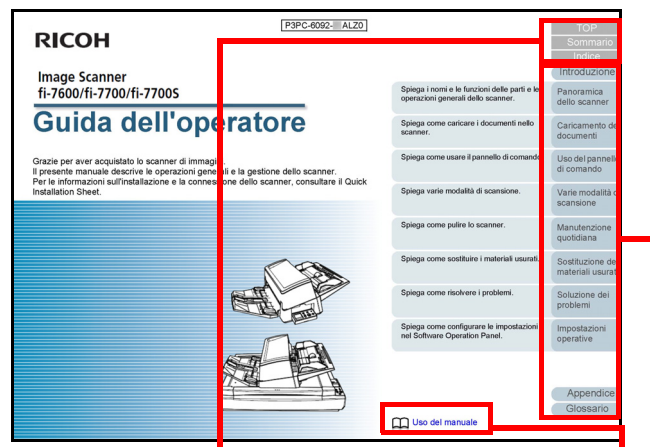 P3PC-6092- ALZ0
RICOH
Image Scanner
fi-7600/fi-7700/fi-7700S
Guida dell'operatore
Grazie per aver acquistato lo scanner di immagini.
Il presente manuale descrive le operazioni generali e la gestione dello scanner.
Per le informazioni sull'installazione e la connessione dello scanner, consultare il Quick
Installation Sheet.
TOP
Sommario
Indice
Introduzione
Spiega i nomi e le funzioni delle parti e le
operazioni generali dello scanner.
Panoramica
dello scanner
Spiega come caricare i documenti nello
scanner.
Caricamento de
documenti
Spiega come usare il pannello di comando
Uso del pannell
di comando
Spiega varie modalità di scansione.
Varie modalità d
scansione
Spiega come pulire lo scanner.
Manutenzione
quotidiana
Spiega come sostituire i materiali usurati.
Sostituzione de
materiali usurat
Spiega come risolvere i problemi.
Soluzione dei
problemi
Spiega come configurare le impostazioni
nel Software Operation Panel.
Impostazioni
operative
Appendice
Glossario
Uso del manuale